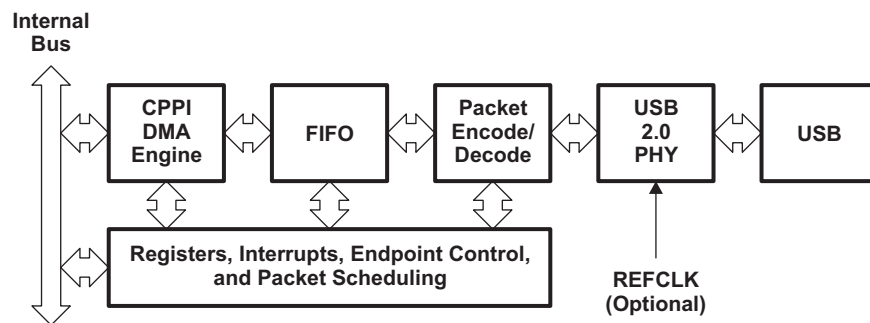 Internal
Bus
CPPI
DMA
Engine
FIFO
Packet
Encode/
Decode
USB
2.0
PHY
USB
Registers, Interrupts, Endpoint Control,
and Packet Scheduling
REFCLK
(Optional)